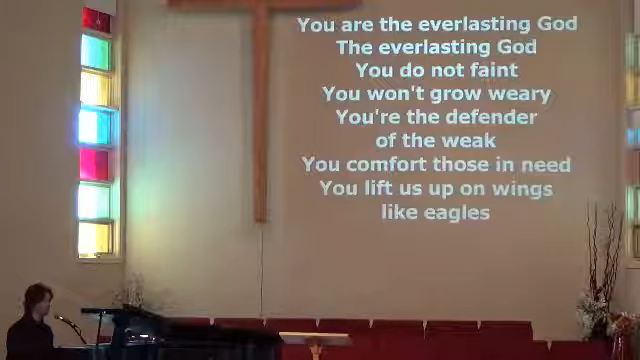 You are the everlasting God
The everlasting God
You do not faint
You won't grow weary
You're the defender
of the weak
You comfort those in need
You lift us up on wings
like eagles